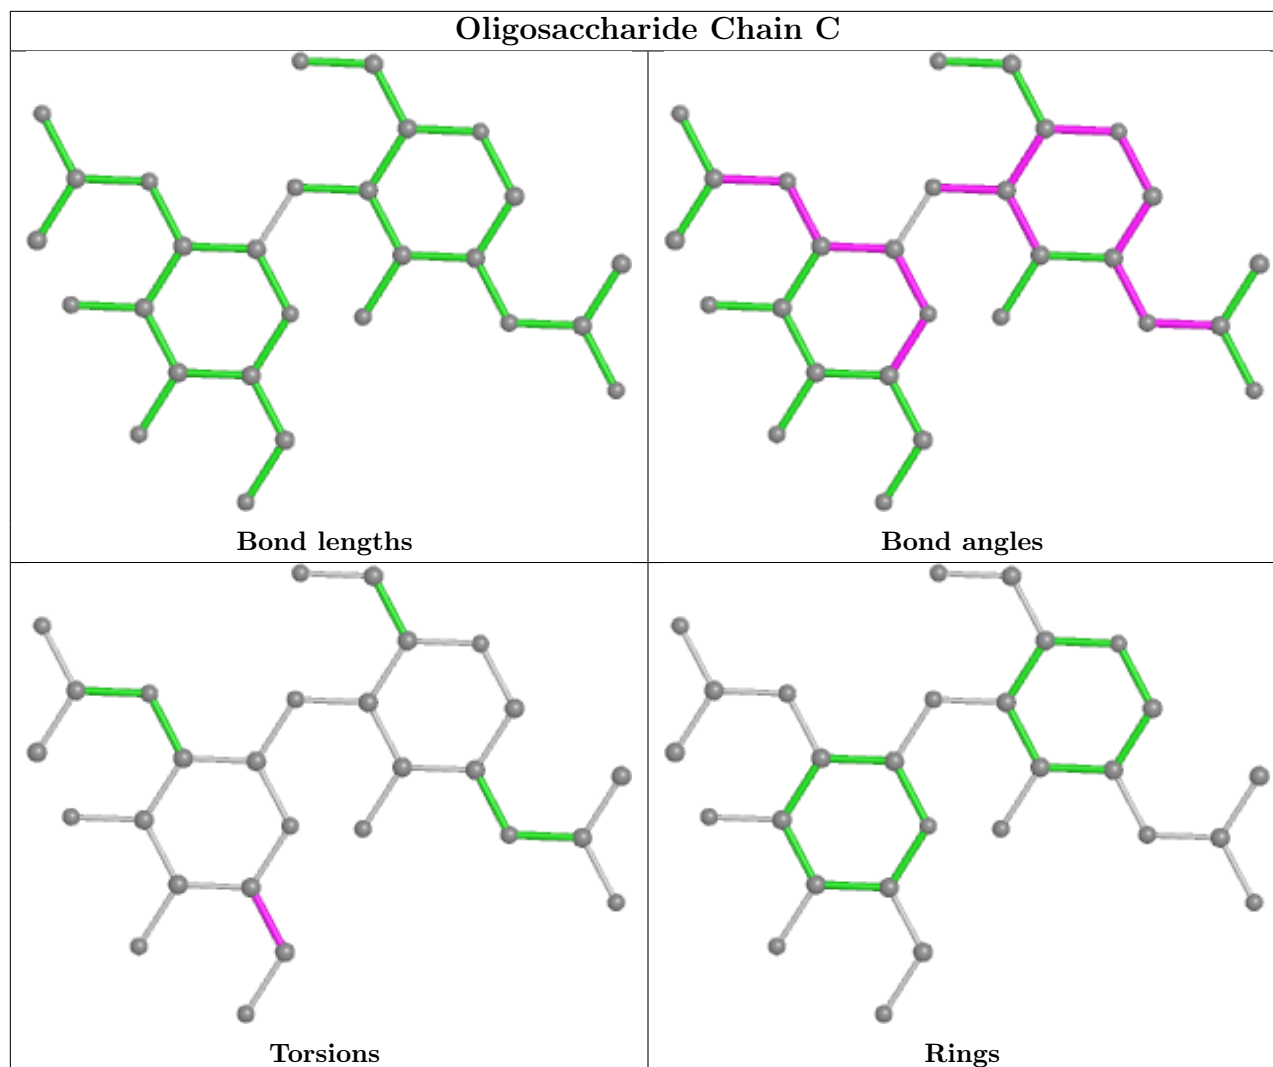 Oligosaccharide Chain C
Bond lengths
Bond angles
Torsions
Rings